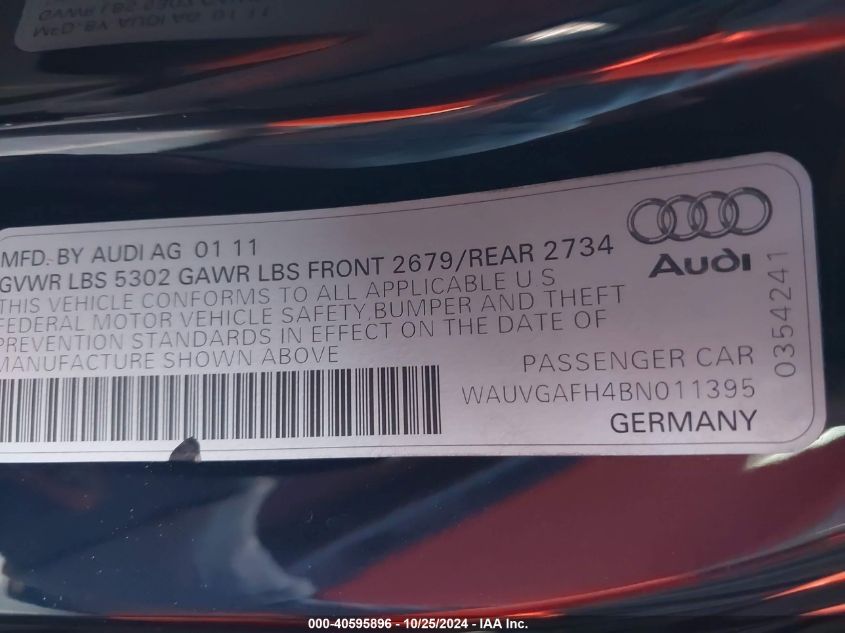 MFD. BY AUDI AG 01 11
GVWR LBS 5302 GAWR LBS FRONT 2679/REAR 2734
THIS VEHICLE CONFORMS TO ALL APPLICABLE U S
FEDERAL MOTOR VEHICLE SAFETY,BUMPER AND THEFT
PREVENTION STANDARDS IN EFFECT ON THE DATE OF
MANUFACTURE SHOWN ABOVE
Audi
PASSENGER CAR
WAUVGAFH4BN011395
GERMANY
0354241
000-40595896 - 10/25/2024 - IAA Inc.